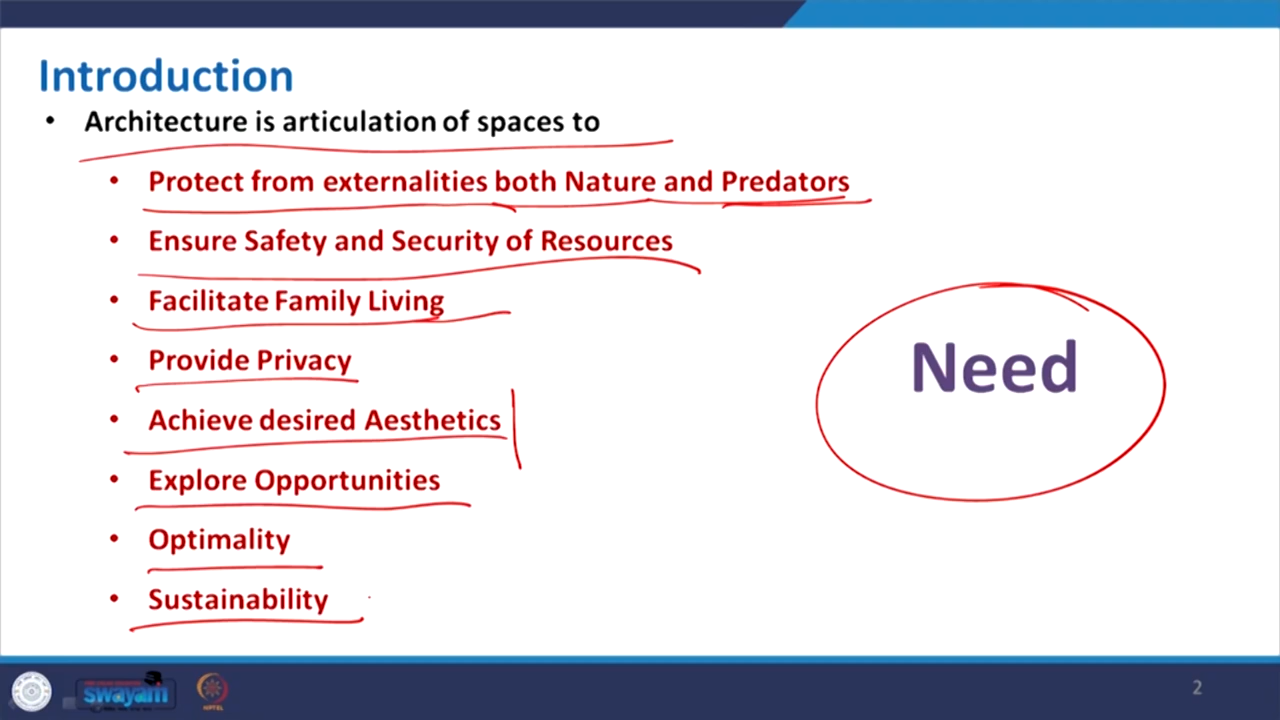 Introduction
• Architecture is articulation of spaces to
• Protect from externalities both Nature and Predators
• Ensure Safety and Security of Resources
• Facilitate Family Living
• Provide Privacy
• Achieve desired Aesthetics
• Explore Opportunities
• Optimality
• Sustainability
Need
swayam
NPTEL
2